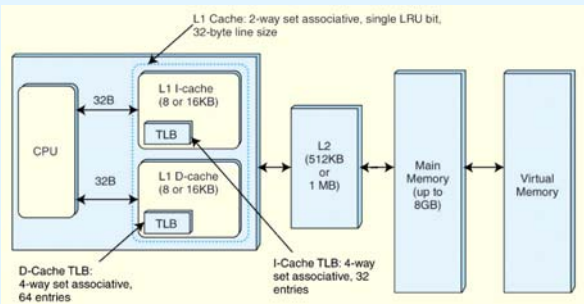 L1 Cache: 2-way set associative, single LRU bit,
32-byte line size
CPU
32B
32B
L1 I-cache
(8 or 16KB)
TLB
L1 D-cache
(8 or 16KB)
TLB
L2
(512KB
or
1 MB)
Main
Memory
(up to
8GB)
Virtual
Memory
D-Cache TLB:
4-way set associative,
64 entries
I-Cache TLB: 4-way
set associative, 32
entries